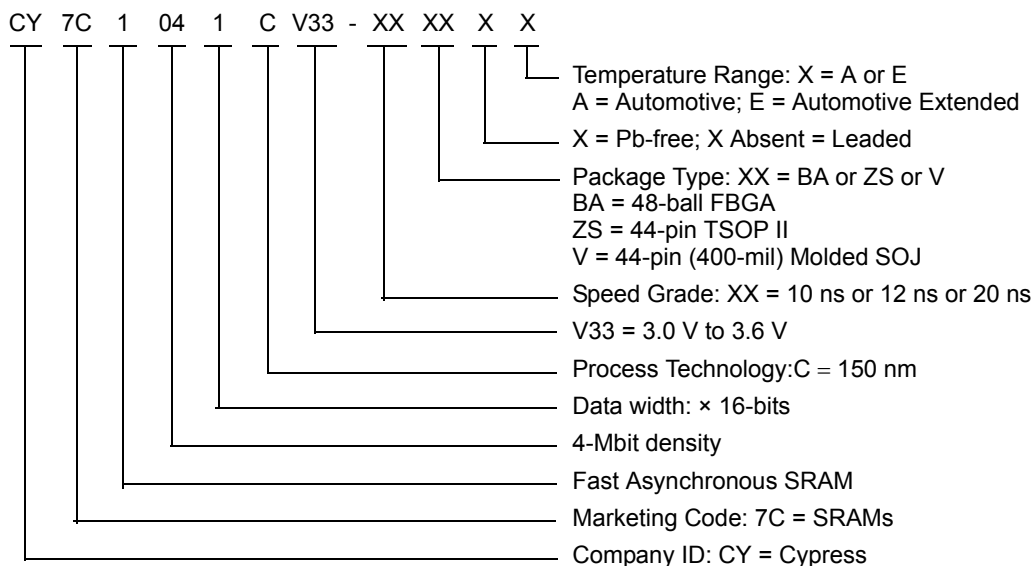 CY 7C 1 04 1 C V33 - XX XX X X
Temperature Range: X = A or E
A = Automotive; E = Automotive Extended
X = Pb-free; X Absent = Leaded
Package Type: XX = BA or ZS or V
BA = 48-ball FBGA
ZS = 44-pin TSOP II
V = 44-pin (400-mil) Molded SOJ
Speed Grade: XX = 10 ns or 12 ns or 20 ns
V33 = 3.0 V to 3.6 V
Process Technology:C = 150 nm
Data width: × 16-bits
4-Mbit density
Fast Asynchronous SRAM
Marketing Code: 7C = SRAMs
Company ID: CY = Cypress